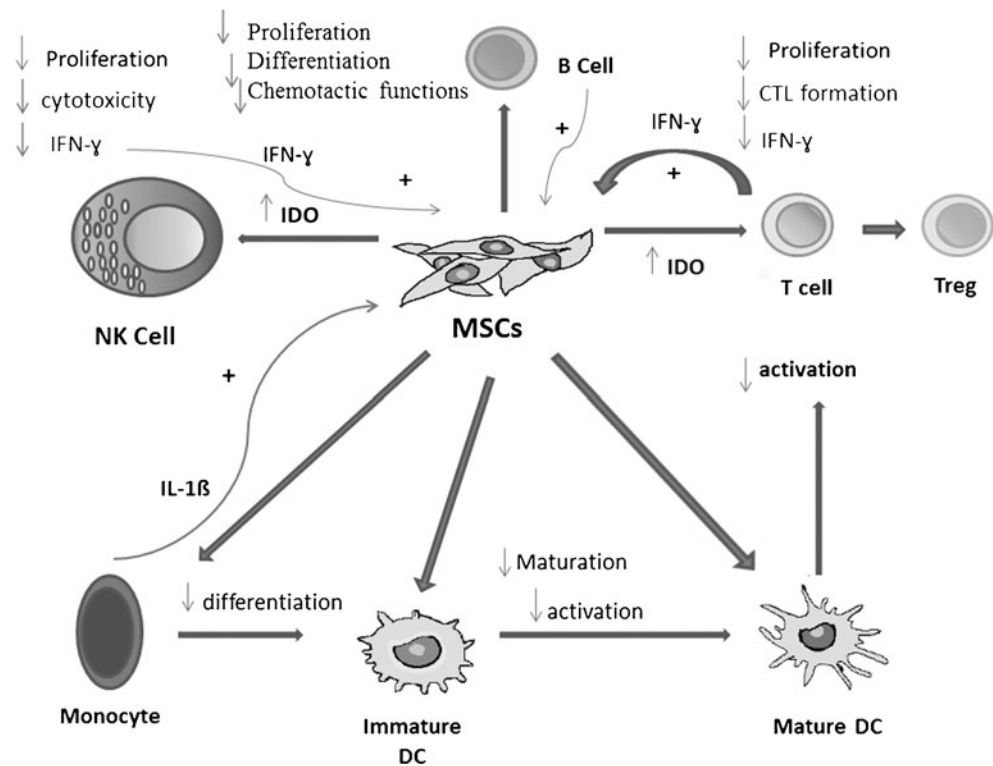 ↓ Proliferation
↓ cytotoxicity
↓ IFN-ɣ
↓ Proliferation
↓ Differentiation
↓ Chemotactic functions
B Cell
+
↓ Proliferation
↓ CTL formation
↓ IFN-ɣ
IFN-ɣ
+
IFN-ɣ
+
↑ IDO
NK Cell
MSCs
↑ IDO
T cell
Treg
+
IL-1ß
↓ activation
Monocyte
↓ differentiation
Immature
DC
↓ Maturation
↓ activation
Mature DC